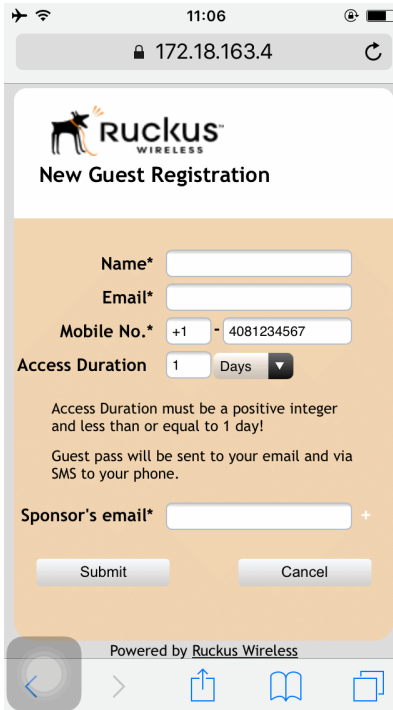 11:06
172.18.163.4
Ruckus™
WIRELESS
New Guest Registration
Name*
Email*
Mobile No.* +1 - 4081234567
Access Duration 1 Days
Access Duration must be a positive integer
and less than or equal to 1 day!
Guest pass will be sent to your email and via
SMS to your phone.
Sponsor's email* +
Submit Cancel
Powered by Ruckus Wireless